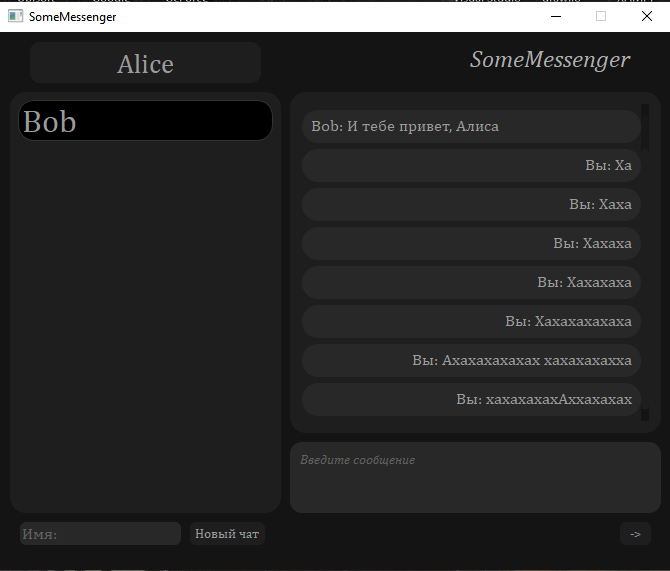 SomeMessenger
Alice
SomeMessenger
Bob
Bob: И тебе привет, Алиса
Вы: Ха
Вы: Хаха
Вы: Хахаха
Вы: Хахахаха
Вы: Хахахахахаха
Вы: Ахахахахахах хахахахахха
Вы: хахахахахАххахахах
Введите сообщение
Имя:
Новый чат
->